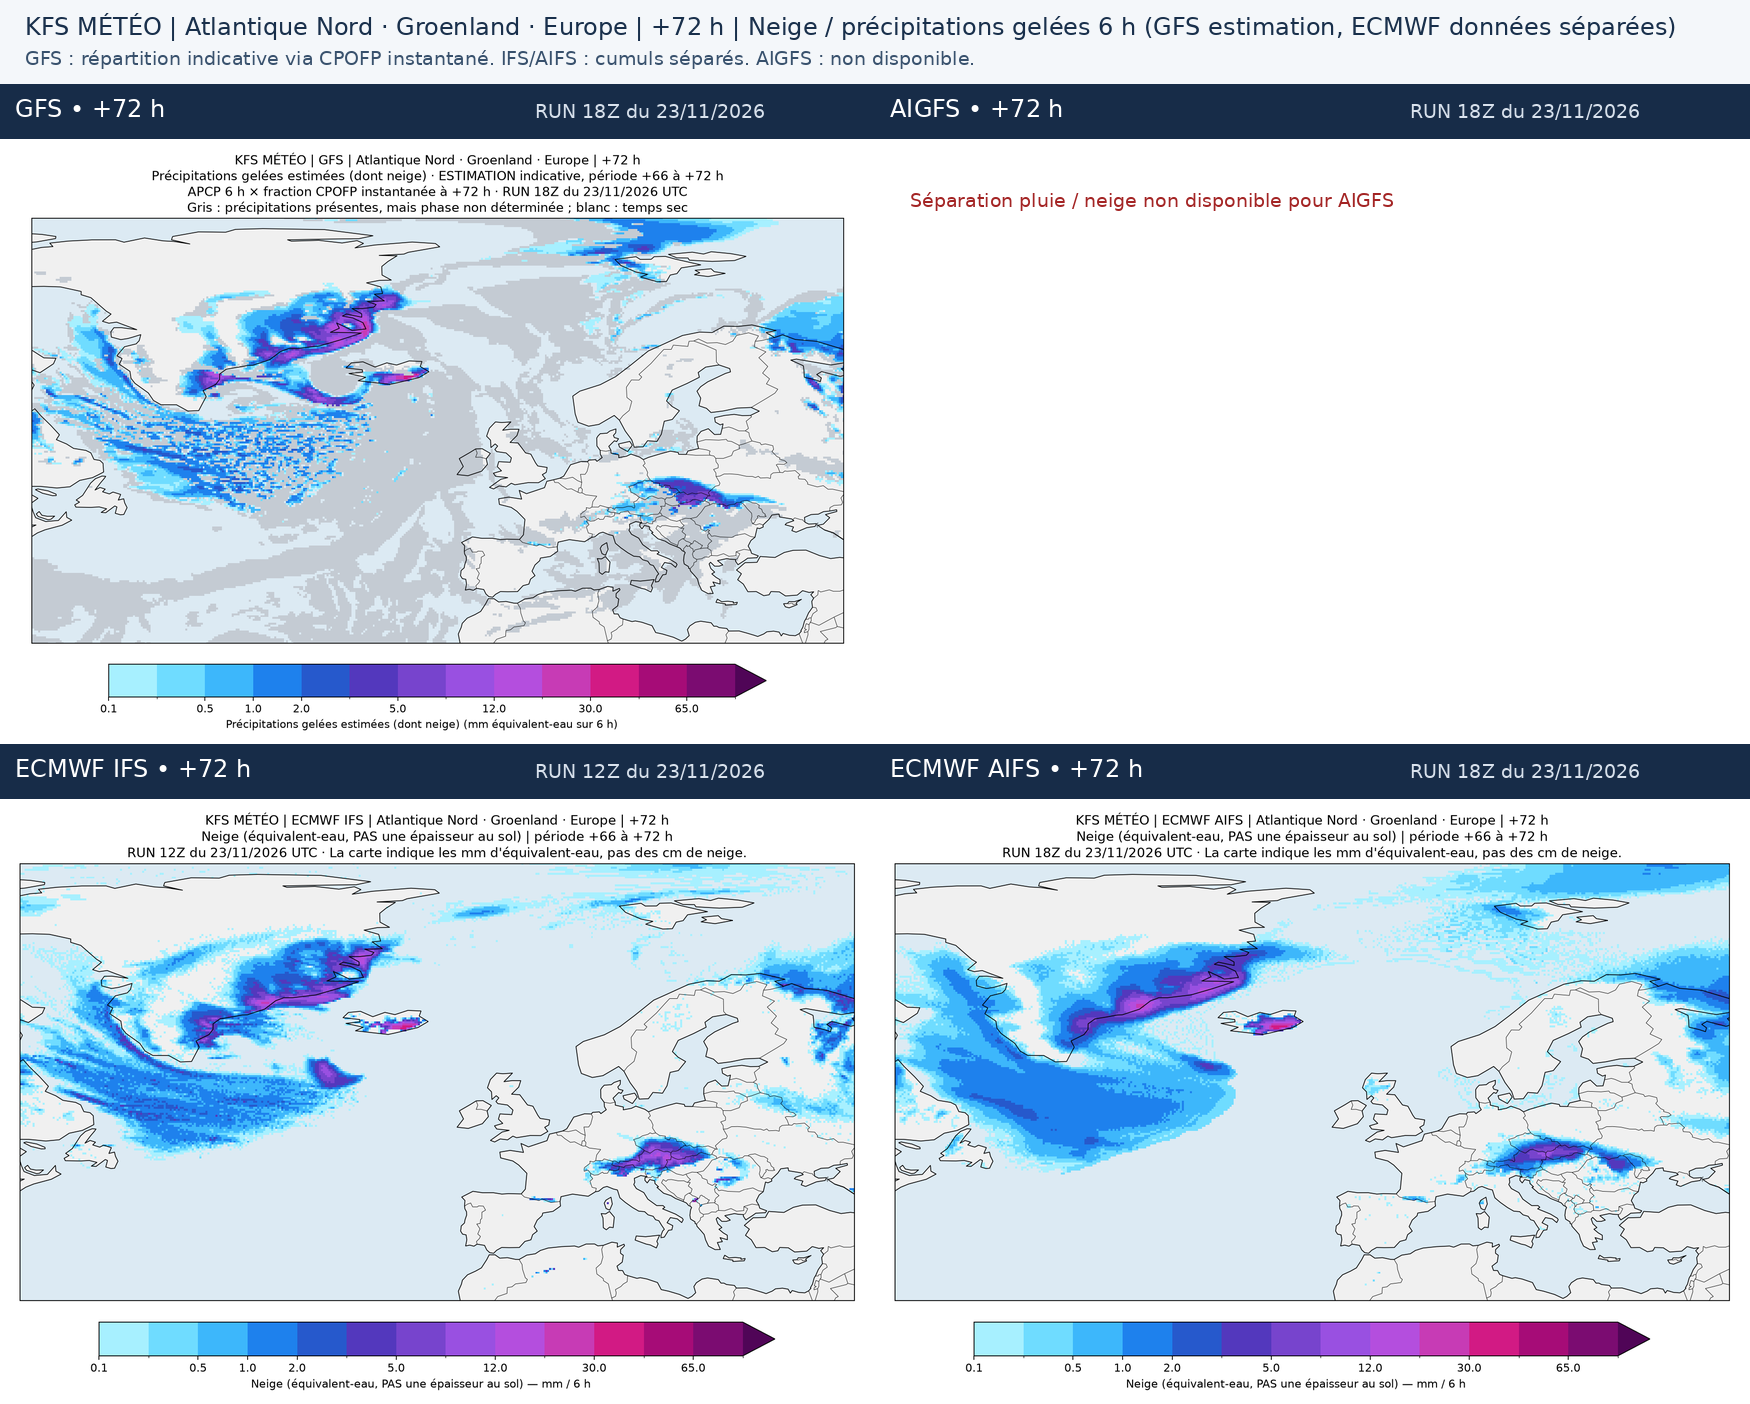 KFS MÉTÉO | Atlantique Nord · Groenland · Europe | +72 h | Neige / précipitations gelées 6 h (GFS estimation, ECMWF données séparées)
GFS : répartition indicative via CPOFP instantané. IFS/AIFS : cumuls séparés. AIGFS : non disponible.
GFS • +72 h
RUN 18Z du 23/11/2026
AIGFS • +72 h
RUN 18Z du 23/11/2026
KFS MÉTÉO | GFS | Atlantique Nord · Groenland · Europe | +72 h
Précipitations gelées estimées (dont neige) · ESTIMATION indicative, période +66 à +72 h
APCP 6 h × fraction CPOFP instantanée à +72 h · RUN 18Z du 23/11/2026 UTC
Gris : précipitations présentes, mais phase non déterminée ; blanc : temps sec
Séparation pluie / neige non disponible pour AIGFS
0.1 0.5 1.0 2.0 5.0 12.0 30.0 65.0
Précipitations gelées estimées (dont neige) (mm équivalent-eau sur 6 h)
ECMWF IFS • +72 h
RUN 12Z du 23/11/2026
ECMWF AIFS • +72 h
RUN 18Z du 23/11/2026
KFS MÉTÉO | ECMWF IFS | Atlantique Nord · Groenland · Europe | +72 h
Neige (équivalent-eau, PAS une épaisseur au sol) | période +66 à +72 h
RUN 12Z du 23/11/2026 UTC · La carte indique les mm d'équivalent-eau, pas des cm de neige.
KFS MÉTÉO | ECMWF AIFS | Atlantique Nord · Groenland · Europe | +72 h
Neige (équivalent-eau, PAS une épaisseur au sol) | période +66 à +72 h
RUN 18Z du 23/11/2026 UTC · La carte indique les mm d'équivalent-eau, pas des cm de neige.
0.1 0.5 1.0 2.0 5.0 12.0 30.0 65.0
Neige (équivalent-eau, PAS une épaisseur au sol) — mm / 6 h
0.1 0.5 1.0 2.0 5.0 12.0 30.0 65.0
Neige (équivalent-eau, PAS une épaisseur au sol) — mm / 6 h